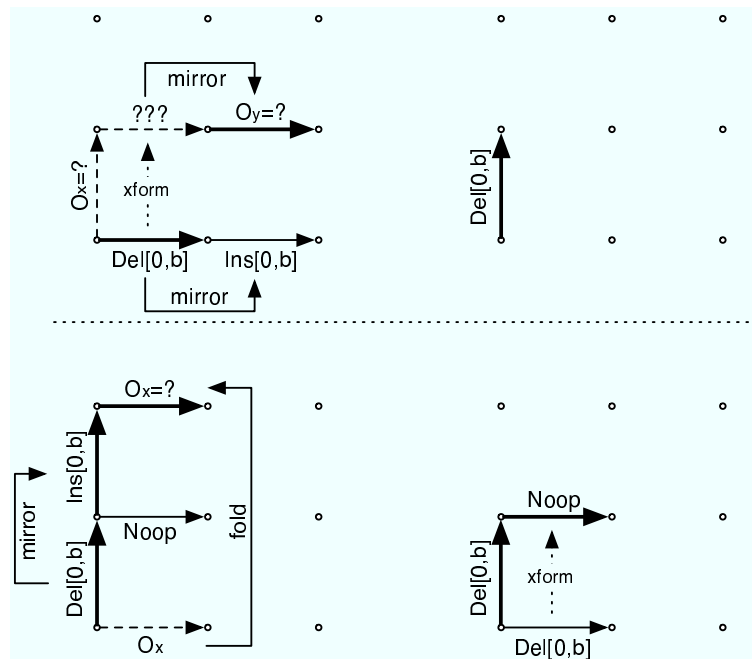 mirror
???
Oy=?
Ox=?
xform
Del[0,b]
Ins[0,b]
mirror
Del[0,b]
Ox=?
Ins[0,b]
mirror
Noop
fold
Del[0,b]
Ox
Noop
Del[0,b]
xform
Del[0,b]